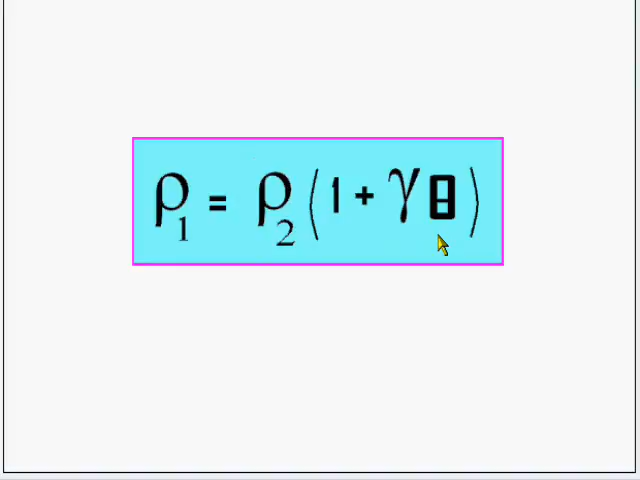 ρ₁ = ρ₂ (1 + γθ)